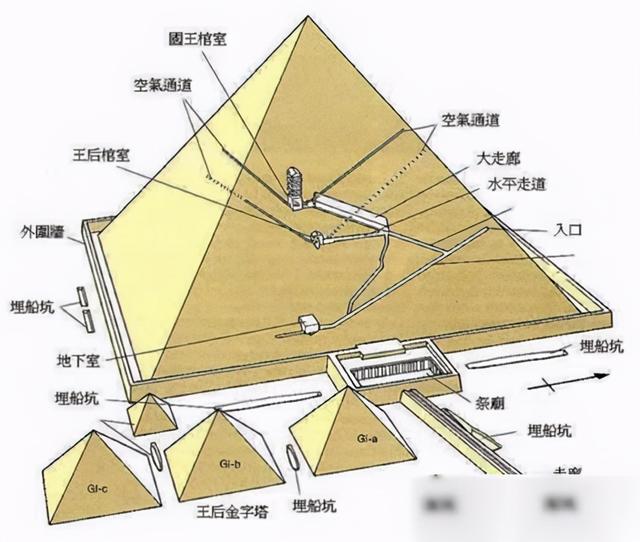 國王棺室
空氣通道
空氣通道
王后棺室
大走廊
水平走道
外圍牆
入口
埋船坑
地下室
埋船坑
埋船坑
祭廟
埋船坑
GI-a
GI-b
GI-c
王后金字塔
埋船坑